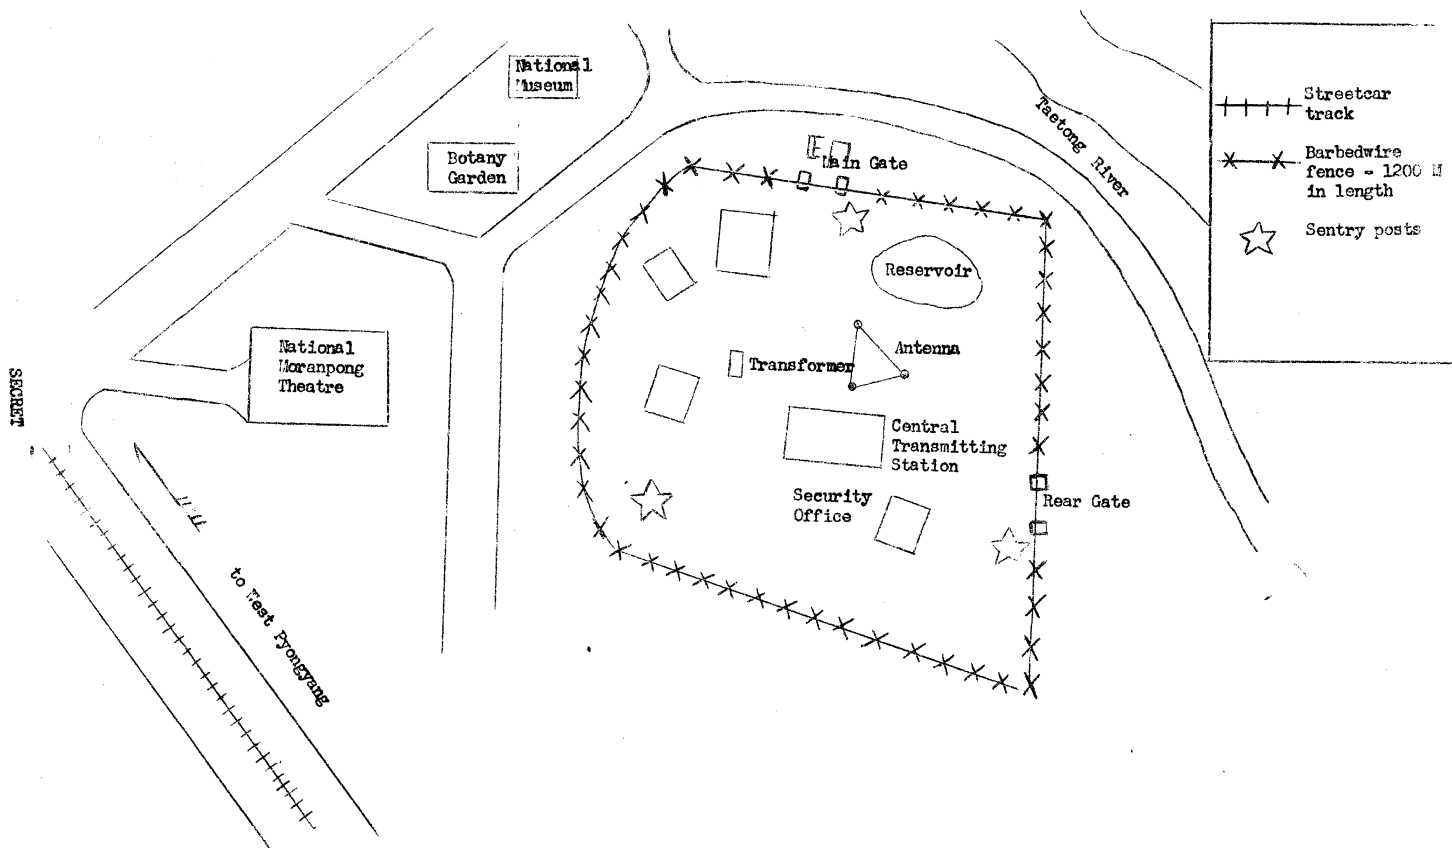 National
Museum
Botany
Garden
Main Gate
Taetong River
Streetcar
track
Barbedwire
fence - 1200 M
in length
Sentry posts
Reservoir
National
Moranpong
Theatre
Transformer
Antenna
SECRET
Central
Transmitting
Station
Security
Office
Rear Gate
to West Pyongyang